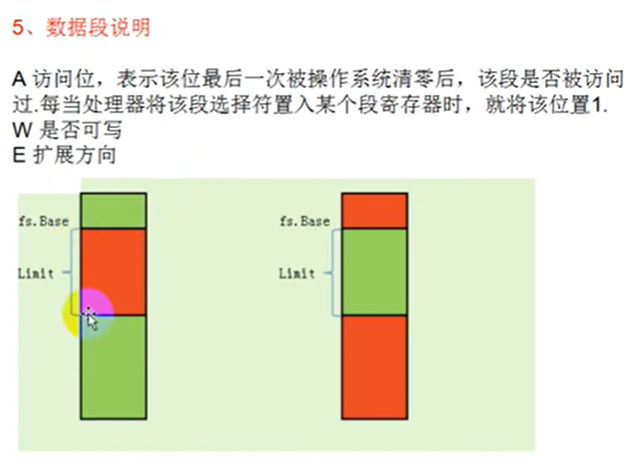 5、数据段说明
A 访问位，表示该位最后一次被操作系统清零后，该段是否被访问
过.每当处理器将该段选择符置入某个段寄存器时，就将该位置1.
W 是否可写
E 扩展方向
fs.Base
Limit
fs.Base
Limit